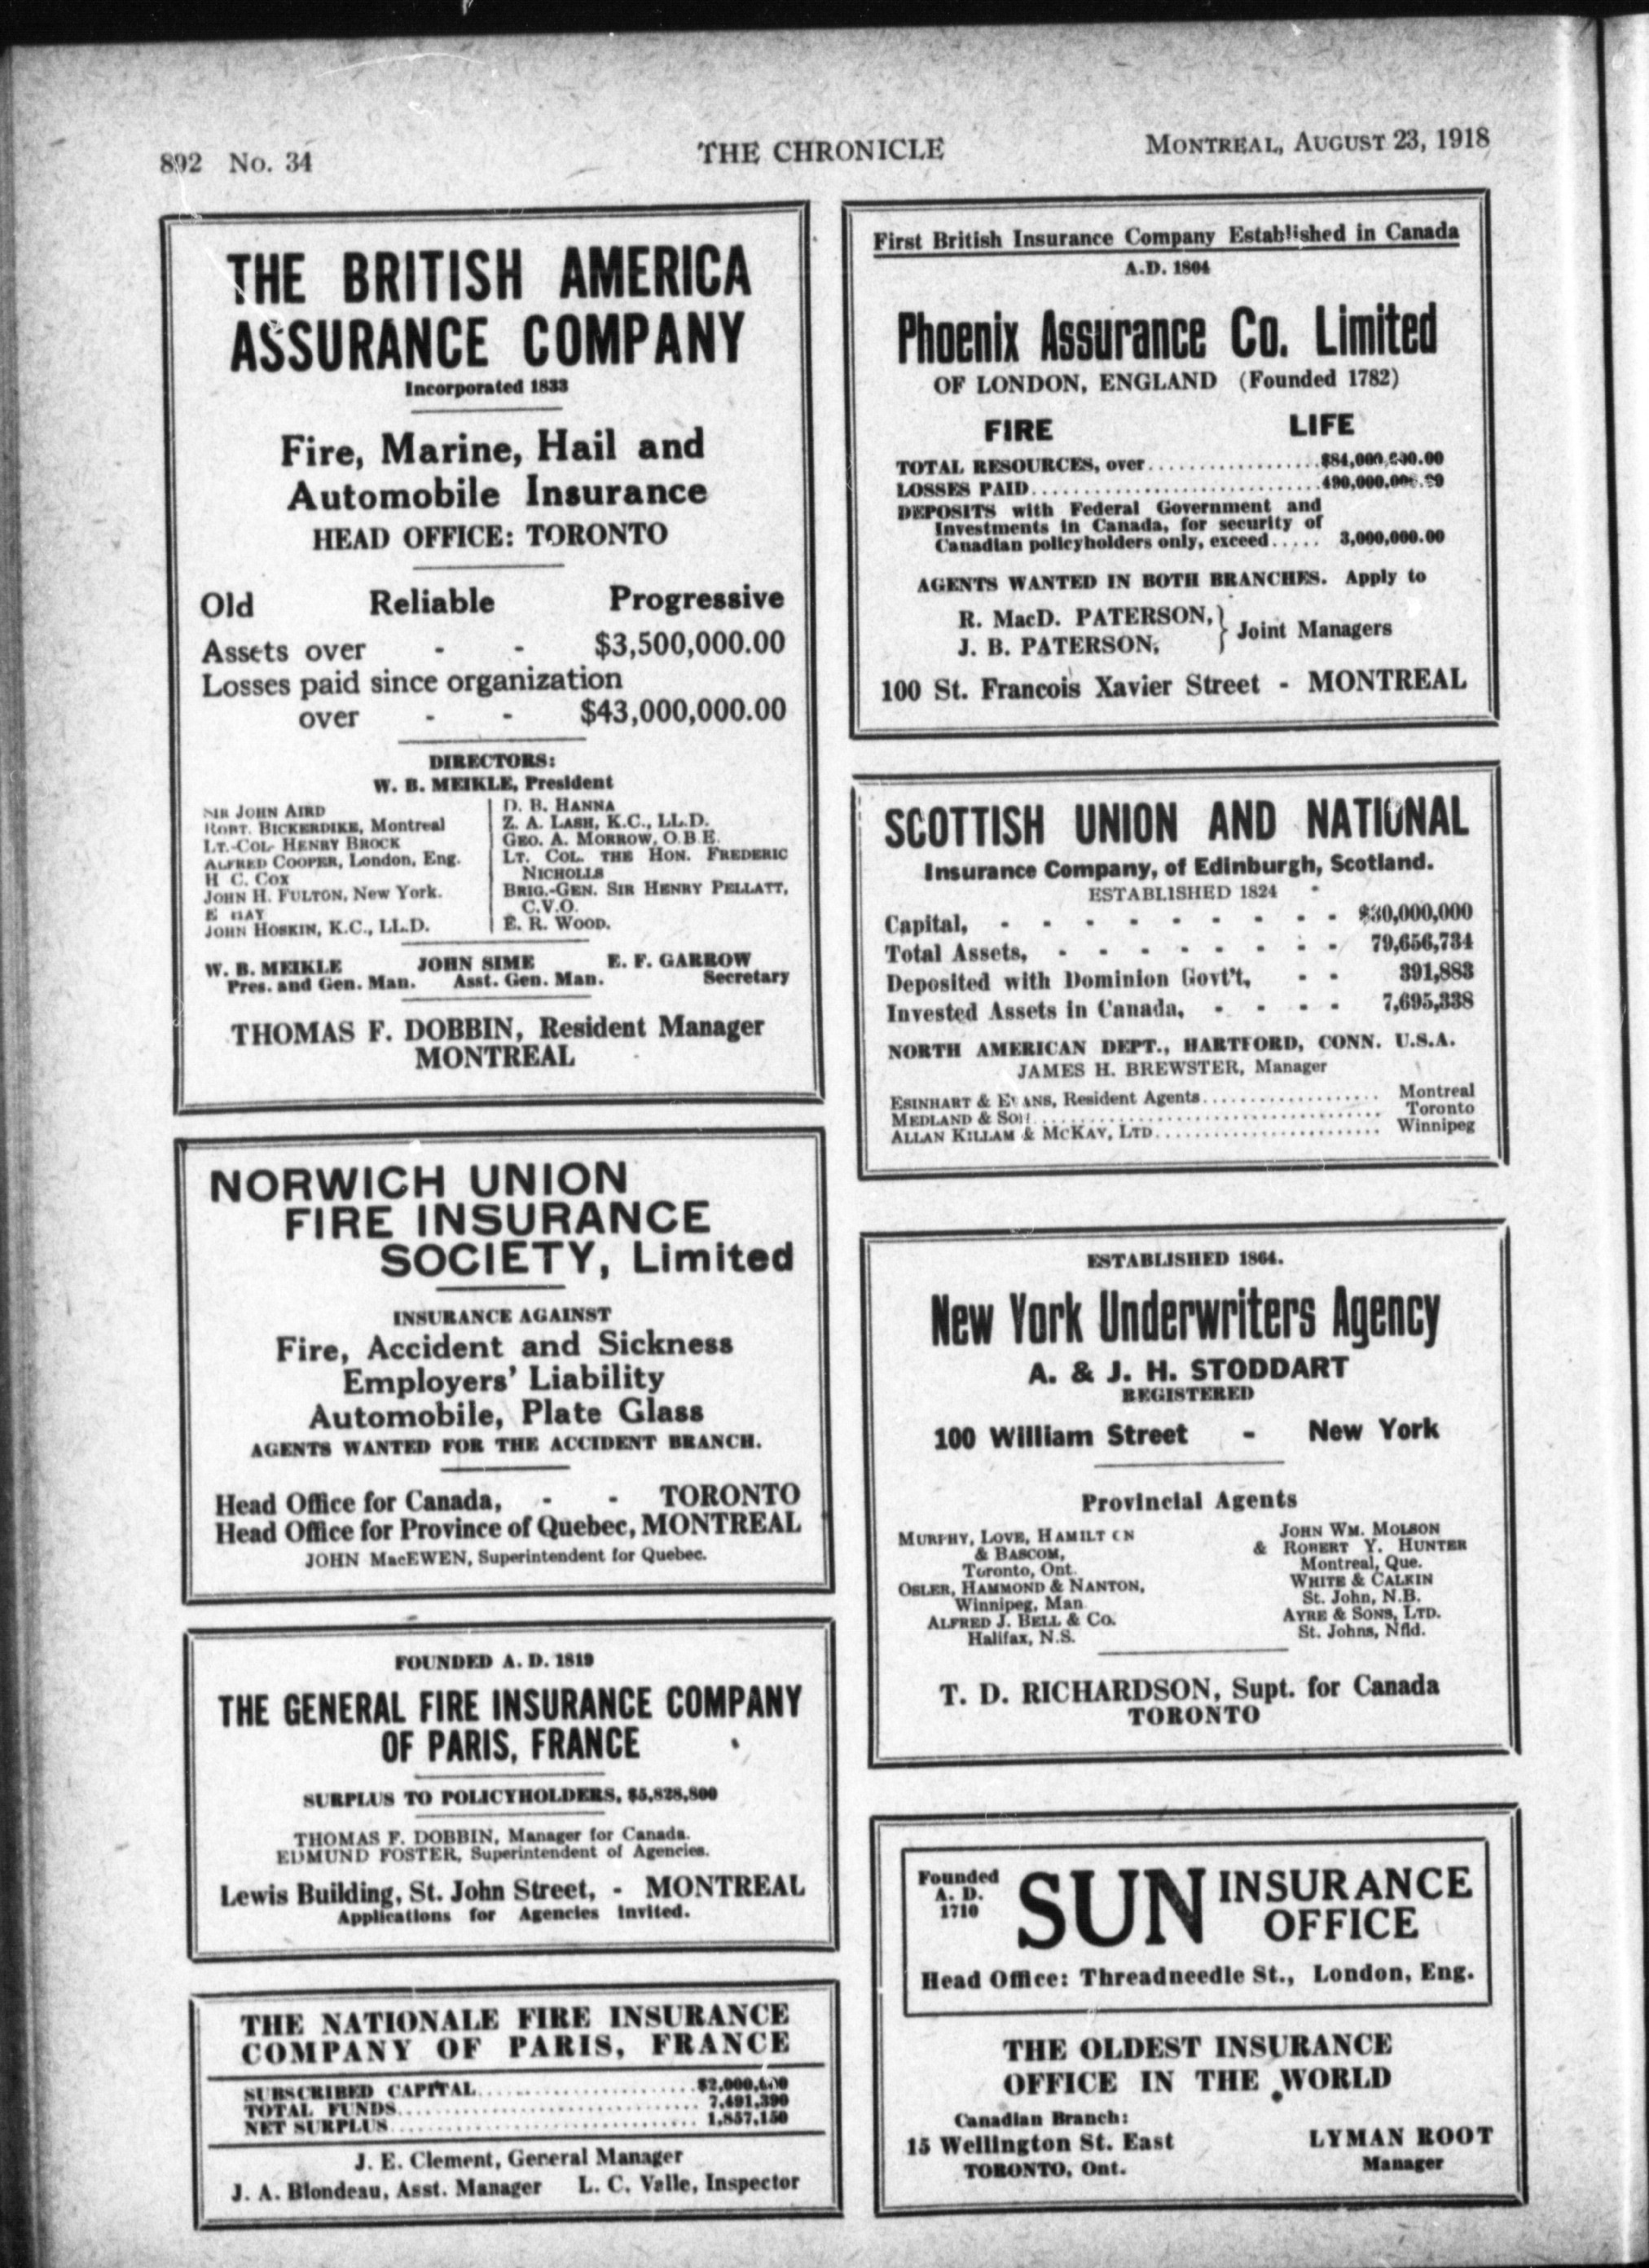 892 No. 34
THE CHRONICLE
MONTREAL, AUGUST 23, 1918
THE BRITISH AMERICA
ASSURANCE COMPANY
Incorporated 1833
Fire, Marine, Hail and
Automobile Insurance
HEAD OFFICE: TORONTO
Old Reliable Progressive
Assets over - - $3,500,000.00
Losses paid since organization
over - - $43,000,000.00
DIRECTORS:
W. B. MEIKLE, President
SIR JOHN AIRD
ROBT. BICKERDIKE, Montreal
LT.-COL. HENRY BROCK
ALFRED COOPER, London, Eng.
H C. COX
JOHN H. FULTON, New York.
E HAY
JOHN HOSKIN, K.C., LL.D.
D. B. HANNA
Z. A. LASH, K.C., LL.D.
GEO. A. MORROW, O.B.E.
LT. COL. THE HON. FREDERIC
NICHOLLS
BRIG.-GEN. SIR HENRY PELLATT,
C.V.O.
E. R. WOOD.
W. B. MEIKLE JOHN SIME E. F. GARROW
Pres. and Gen. Man. Asst. Gen. Man. Secretary
THOMAS F. DOBBIN, Resident Manager
MONTREAL
NORWICH UNION
FIRE INSURANCE
SOCIETY, Limited
INSURANCE AGAINST
Fire, Accident and Sickness
Employers' Liability
Automobile, Plate Glass
AGENTS WANTED FOR THE ACCIDENT BRANCH.
Head Office for Canada, - - TORONTO
Head Office for Province of Quebec, MONTREAL
JOHN MacEWEN, Superintendent for Quebec.
FOUNDED A. D. 1819
THE GENERAL FIRE INSURANCE COMPANY
OF PARIS, FRANCE
SURPLUS TO POLICYHOLDERS, $5,828,800
THOMAS F. DOBBIN, Manager for Canada.
EDMUND FOSTER, Superintendent of Agencies.
Lewis Building, St. John Street, - MONTREAL
Applications for Agencies Invited.
THE NATIONALE FIRE INSURANCE
COMPANY OF PARIS, FRANCE
SUBSCRIBED CAPITAL
TOTAL FUNDS 7,491,390
NET SURPLUS 1,857,150
J. E. Clement, General Manager
J. A. Blondeau, Asst. Manager L. C. Valle, Inspector
First British Insurance Company Established in Canada
A.D. 1804
Phoenix Assurance Co. Limited
OF LONDON, ENGLAND (Founded 1782)
FIRE LIFE
TOTAL RESOURCES, over
LOSSES PAID
DEPOSITS with Federal Government and
Investments in Canada, for security of
Canadian policyholders only, exceed..... 3,000,000.00
AGENTS WANTED IN BOTH BRANCHES. Apply to
R. MacD. PATERSON,
J. B. PATERSON, } Joint Managers
100 St. Francois Xavier Street - MONTREAL
SCOTTISH UNION AND NATIONAL
Insurance Company, of Edinburgh, Scotland.
ESTABLISHED 1824
Capital, - - - - - - - - - $30,000,000
Total Assets, - - - - - - - - 79,656,734
Deposited with Dominion Govt't, - - 391,883
Invested Assets in Canada, - - - - 7,695,338
NORTH AMERICAN DEPT., HARTFORD, CONN. U.S.A.
JAMES H. BREWSTER, Manager
ESINHART & EVANS, Resident Agents Montreal
MEDLAND & SON Toronto
ALLAN KILLAM & MCKAY, LTD Winnipeg
ESTABLISHED 1864.
New York Underwriters Agency
A. & J. H. STODDART
REGISTERED
100 William Street - New York
Provincial Agents
MURPHY, LOVE, HAMILTON
& BASCOM,
Toronto, Ont.
OSLER, HAMMOND & NANTON,
Winnipeg, Man
ALFRED J. BELL & CO.
Halifax, N.S.
JOHN WM. MOLSON
& ROBERT Y. HUNTER
Montreal, Que.
WHITE & CALKIN
St. John, N.B.
AYRE & SONS, LTD.
St. Johns, Nfld.
T. D. RICHARDSON, Supt. for Canada
TORONTO
Founded
A. D.
1710
SUN INSURANCE
OFFICE
Head Office: Threadneedle St., London, Eng.
THE OLDEST INSURANCE
OFFICE IN THE WORLD
Canadian Branch:
15 Wellington St. East
TORONTO, Ont.
LYMAN ROOT
Manager